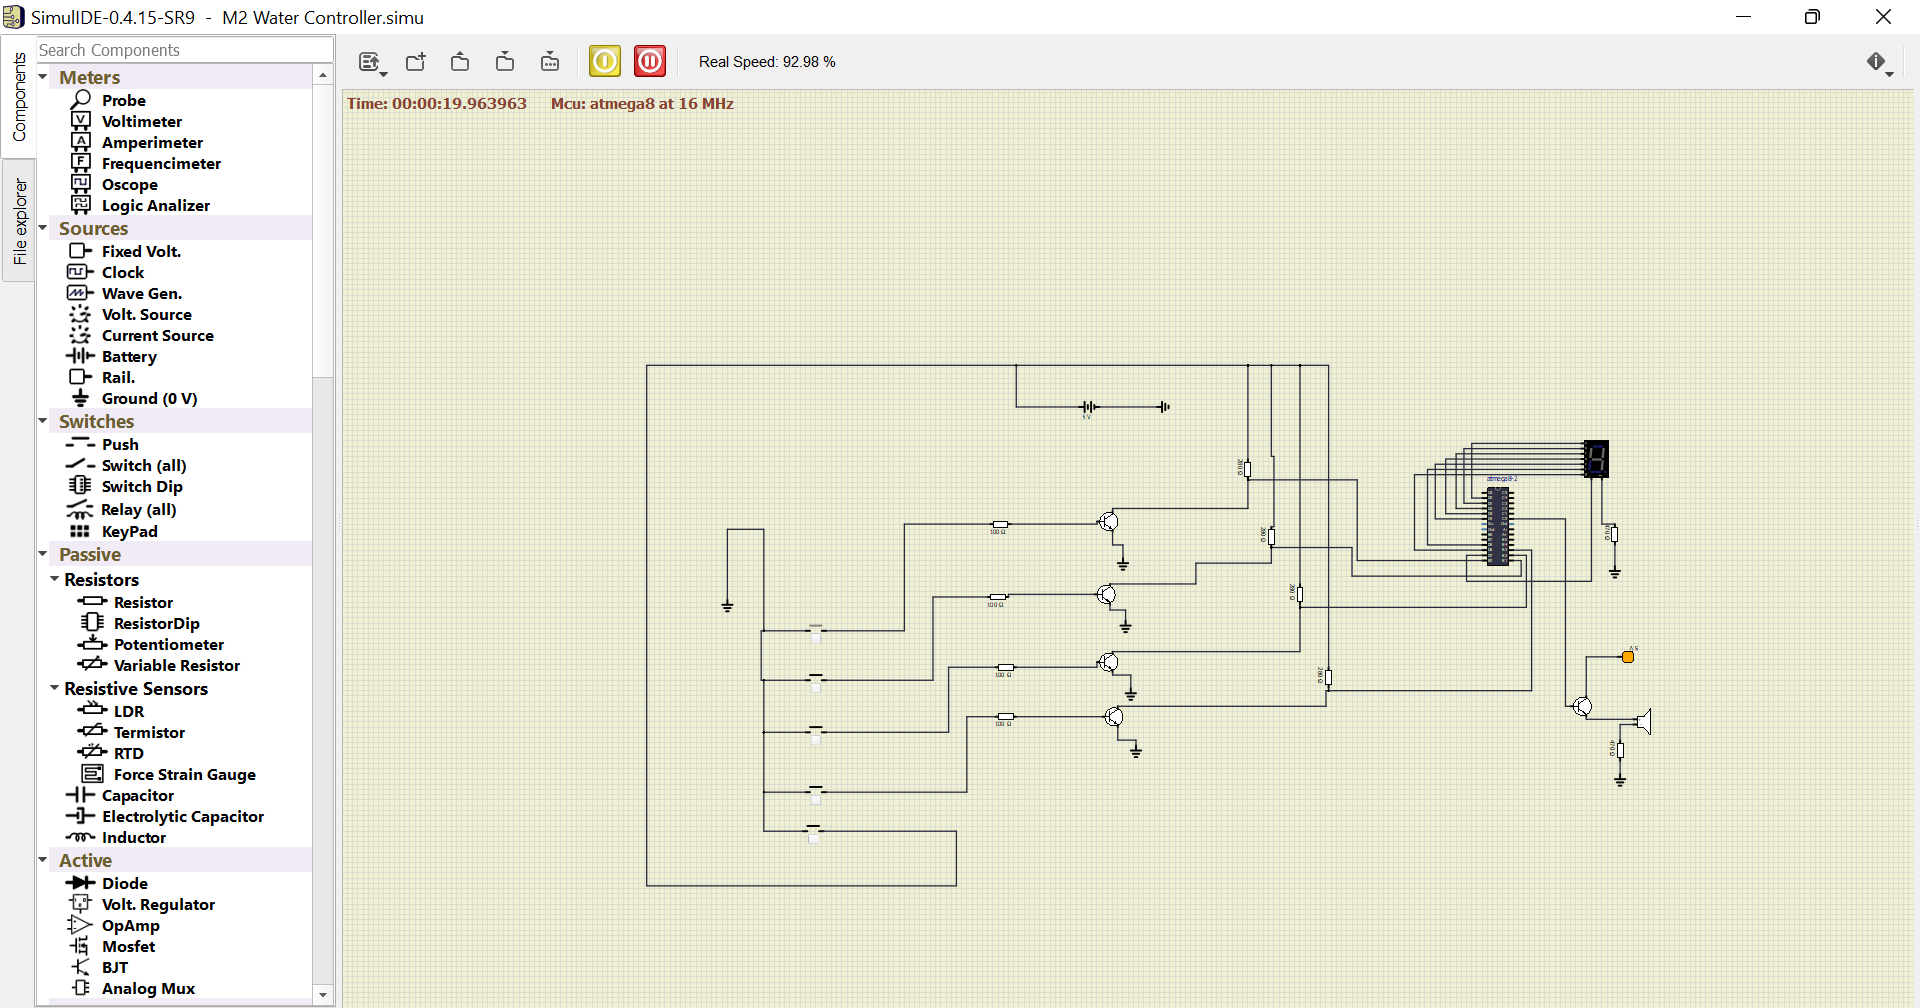 SimulIDE-0.4.15-SR9 - M2 Water Controller.simu
Components
File explorer
Search Components
Meters
Probe
Voltimeter
Amperimeter
Frequencimeter
Oscope
Logic Analizer
Sources
Fixed Volt.
Clock
Wave Gen.
Volt. Source
Current Source
Battery
Rail.
Ground (0 V)
Switches
Push
Switch (all)
Switch Dip
Relay (all)
KeyPad
Passive
Resistors
Resistor
ResistorDip
Potentiometer
Variable Resistor
Resistive Sensors
LDR
Termistor
RTD
Force Strain Gauge
Capacitor
Electrolytic Capacitor
Inductor
Active
Diode
Volt. Regulator
OpAmp
Mosfet
BJT
Analog Mux
Real Speed: 92.98 %
Time: 00:00:19.963963 Mcu: atmega8 at 16 MHz
5 V
atmega8-2
100 Ω
100 Ω
100 Ω
100 Ω
5 V